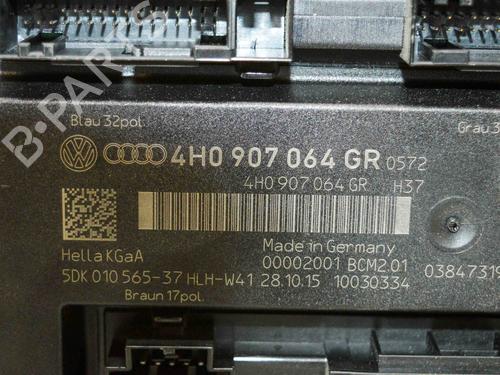 B-PARTS
Blau 32pol.
Grau 3
4H0 907 064 GR 0572
4H0 907 064 GR H37
Hella KGaA
Made in Germany
00002001 BCM2.01
0384731
5DK 010 565-37 HLH-W41 28.10.15 10030334
Braun 17pol.